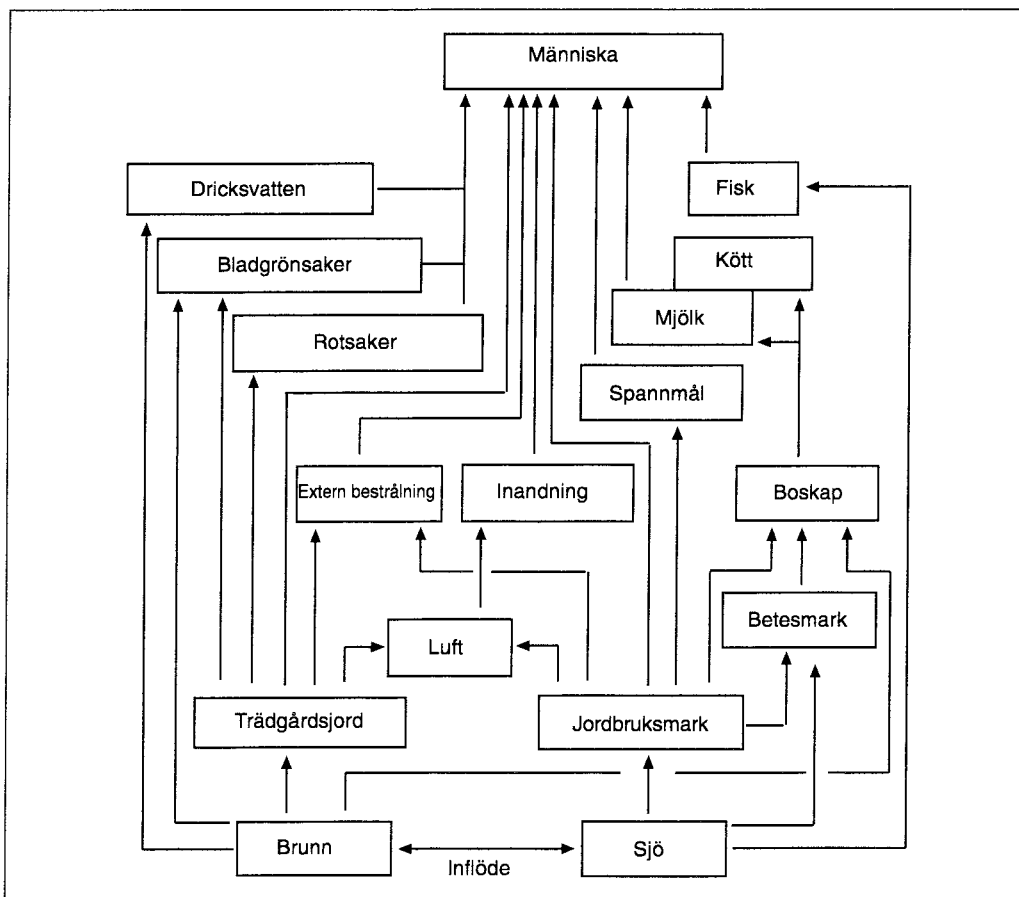 Människa
Dricksvatten
Fisk
Bladgrönsaker
Kött
Mjölk
Rotsaker
Spannmål
Extern bestrålning
Inandning
Boskap
Betesmark
Luft
Trädgårdsjord
Jordbruksmark
Brunn
Sjö
Inflöde